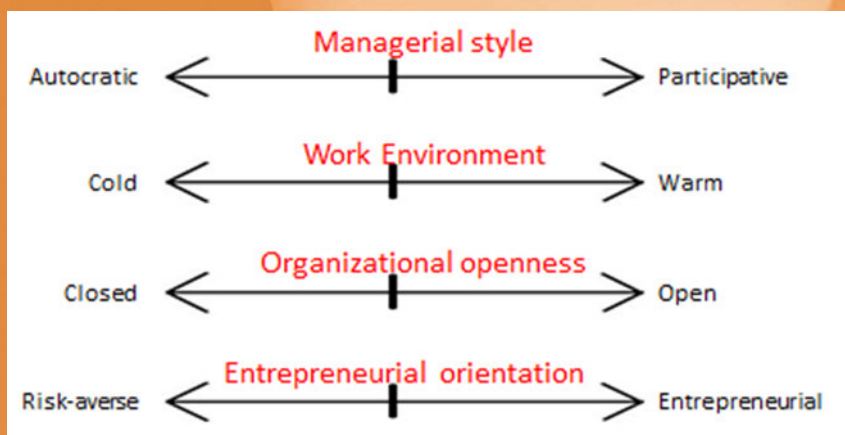 Managerial style
Autocratic Participative
Work Environment
Cold Warm
Organizational openness
Closed Open
Entrepreneurial orientation
Risk-averse Entrepreneurial